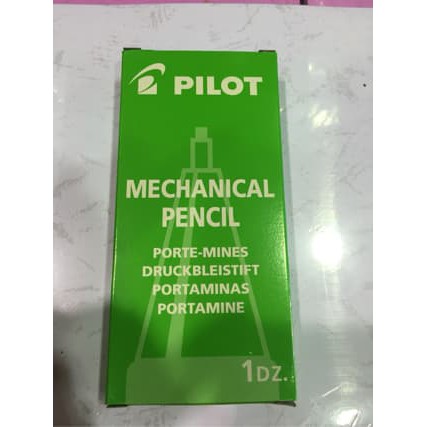 PILOT
MECHANICAL
PENCIL
PORTE-MINES
DRUCKBLEISTIFT
PORTAMINAS
PORTAMINE
1DZ.